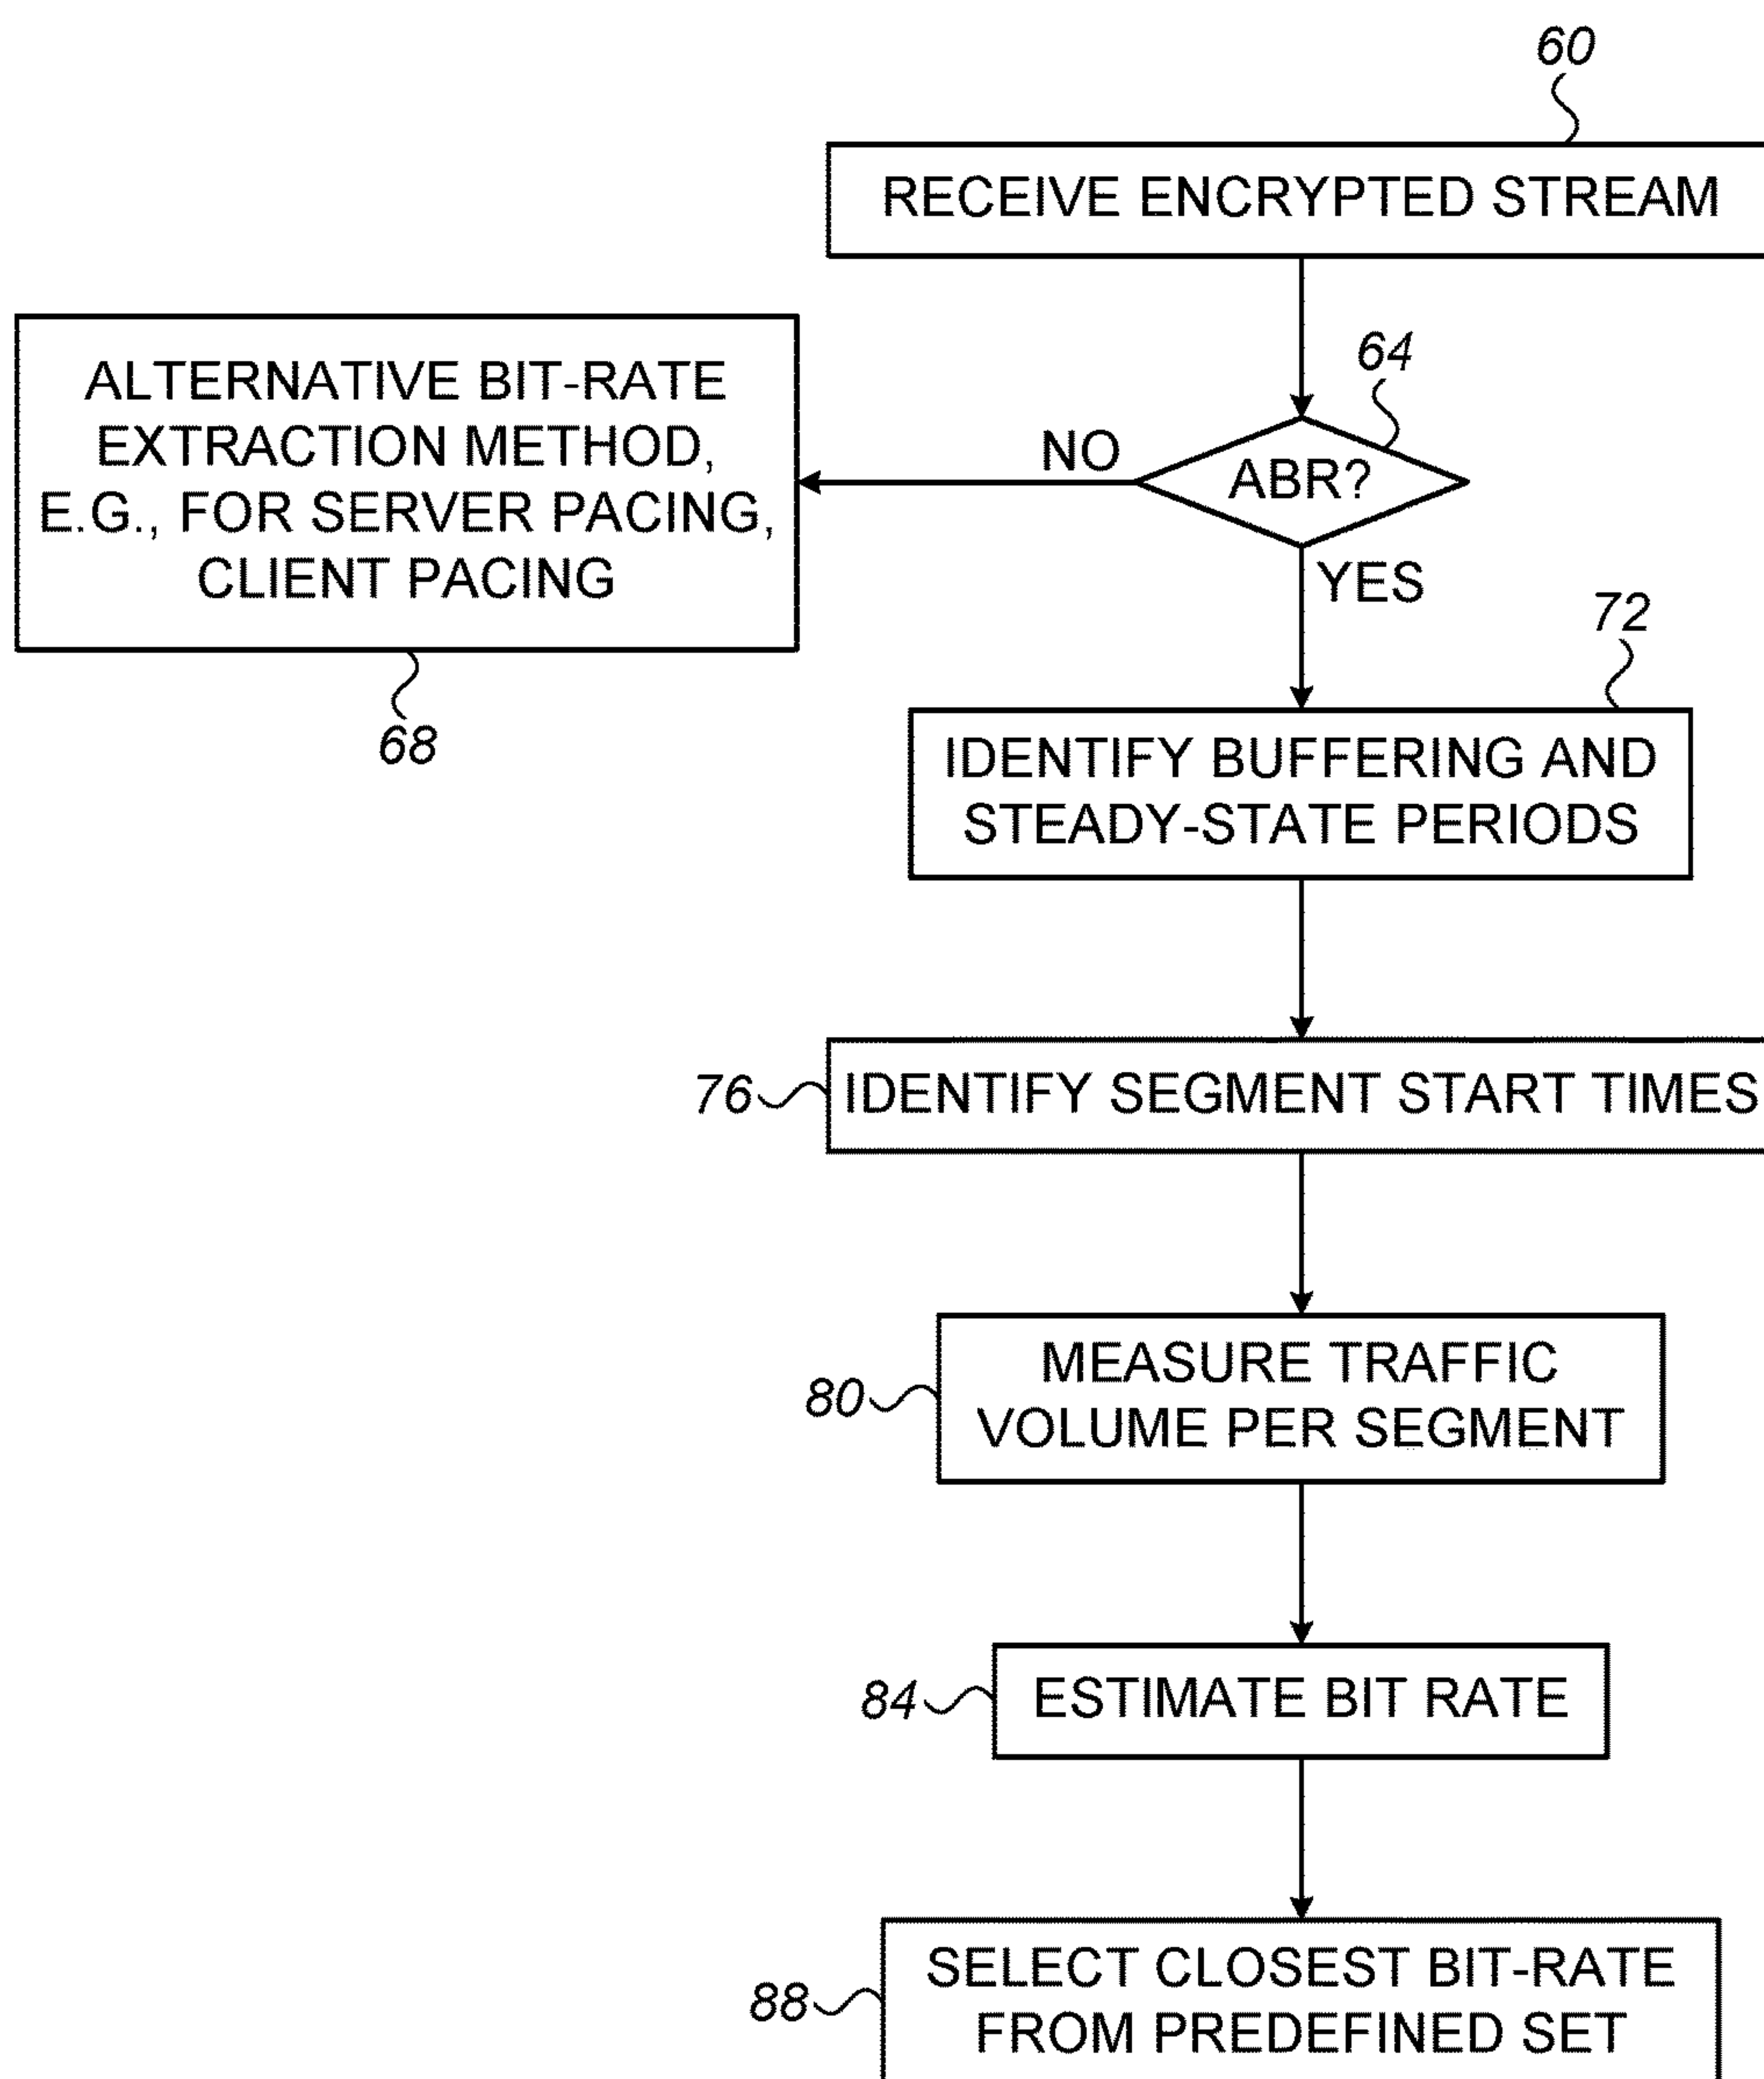 60
RECEIVE ENCRYPTED STREAM
64
ABR?
NO
YES
ALTERNATIVE BIT-RATE
EXTRACTION METHOD,
E.G., FOR SERVER PACING,
CLIENT PACING
68
72
IDENTIFY BUFFERING AND
STEADY-STATE PERIODS
76
IDENTIFY SEGMENT START TIMES
80
MEASURE TRAFFIC
VOLUME PER SEGMENT
84
ESTIMATE BIT RATE
88
SELECT CLOSEST BIT-RATE
FROM PREDEFINED SET